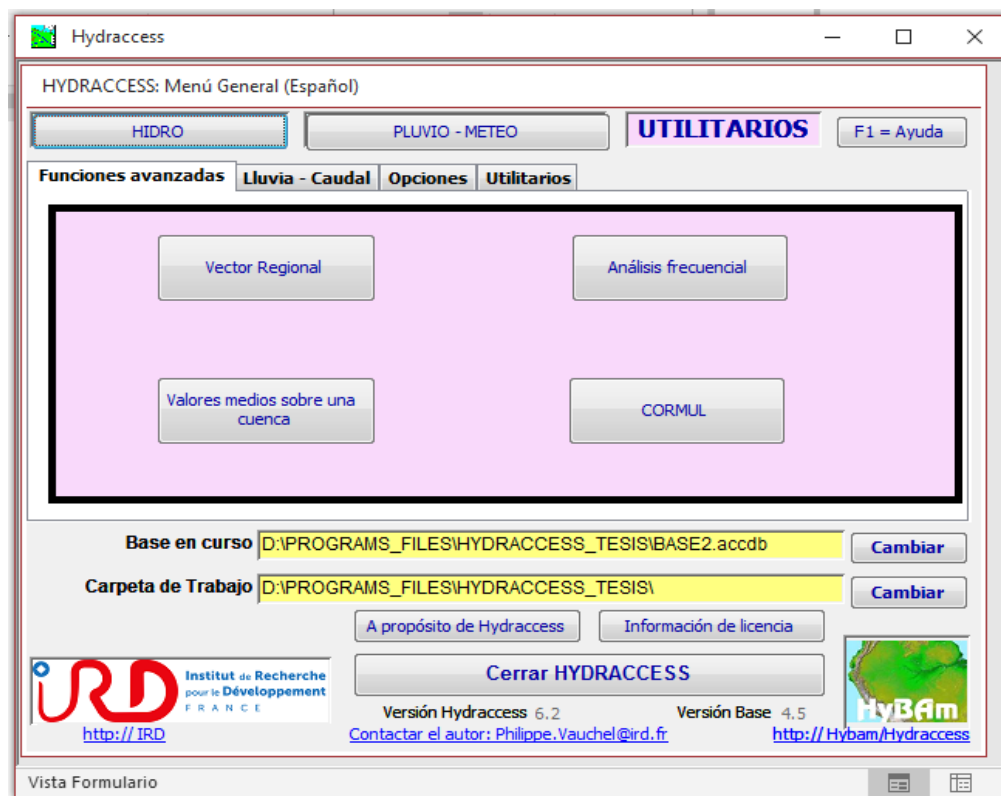 Hydraccess
HYDRACCESS: Menú General (Español)
HIDRO PLUVIO - METEO UTILITARIOS F1 = Ayuda
Funciones avanzadas Lluvia - Caudal Opciones Utilitarios
Vector Regional Análisis frecuencial
Valores medios sobre una
cuenca
CORMUL
Base en curso D:\PROGRAMS_FILES\HYDRACCESS_TESIS\BASE2.accdb Cambiar
Carpeta de Trabajo D:\PROGRAMS_FILES\HYDRACCESS_TESIS\ Cambiar
A propósito de Hydraccess Información de licencia
IRD Institut de Recherche
pour le Développement
FRANCE
Cerrar HYDRACCESS
HyBAm
Versión Hydraccess 6.2 Versión Base 4.5
http:// IRD Contactar el autor: Philippe.Vauchel@ird.fr http:// Hybam/Hydraccess
Vista Formulario